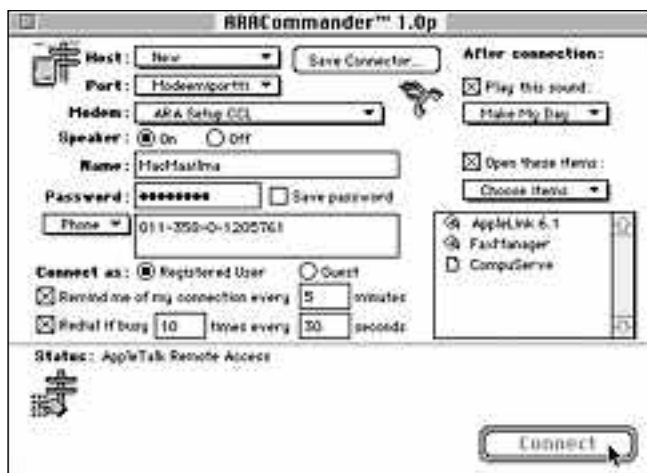 ARACommander™ 1.0p
Host: New
Save Connector...
After connection:
Port: Modem/porttt
Play this sound:
Modem: ARA Setup CCL
Make My Day
Speaker: On Off
Name: MacMaxima
Open these items:
Password: ●●●●●●●● Save password
Choose Items
Phone 011-358-0-1205761
AppleLink 6.1
FaxManager
CompuServe
Connect as: Registered User Guest
Remind me of my connection every 5 minutes
Redial if busy 10 times every 30 seconds
Status: AppleTalk Remote Access
Connect